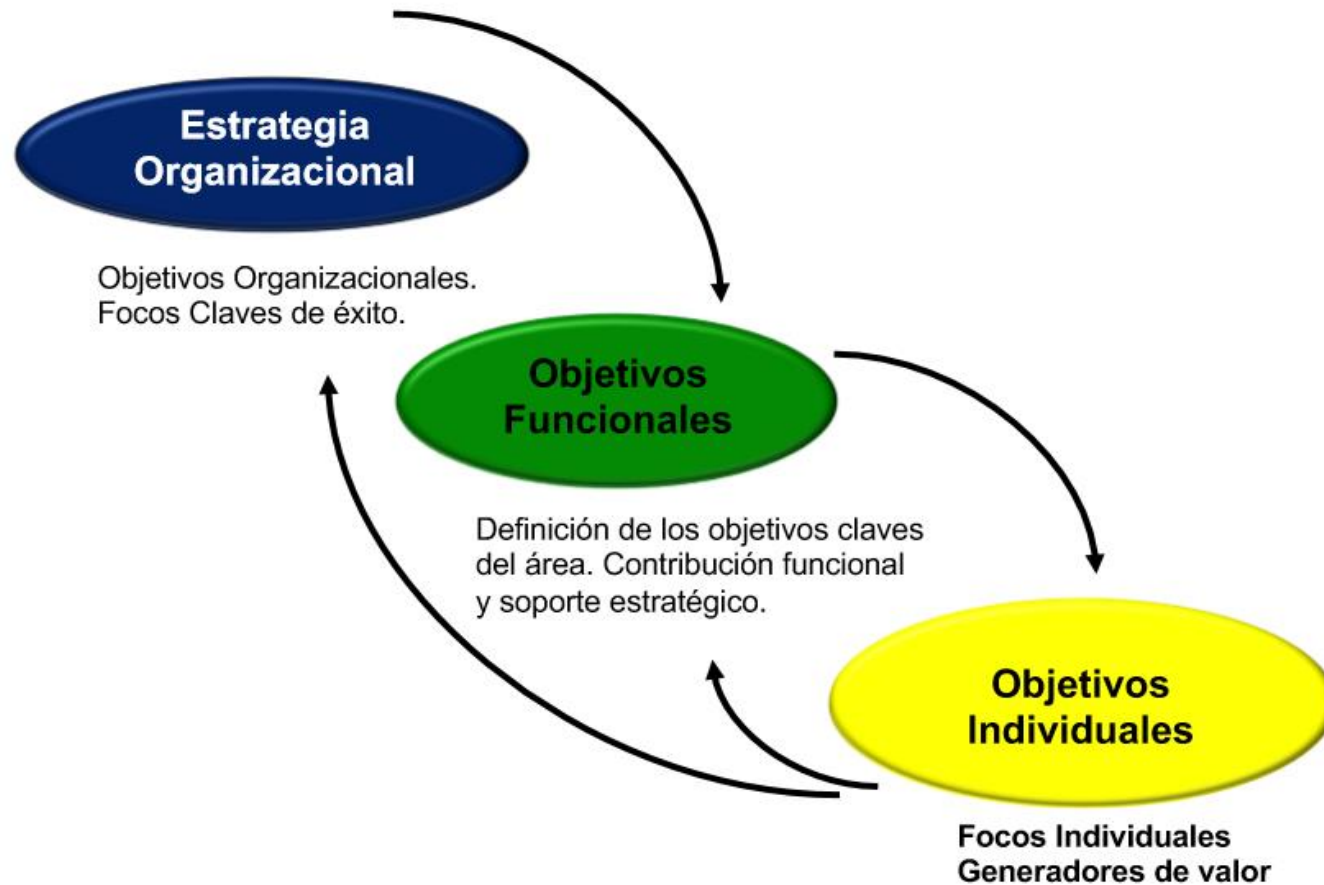 Estrategia
Organizacional
Objetivos Organizacionales.
Focos Claves de éxito.
Objetivos
Funcionales
Definición de los objetivos claves
del área. Contribución funcional
y soporte estratégico.
Objetivos
Individuales
Focos Individuales
Generadores de valor